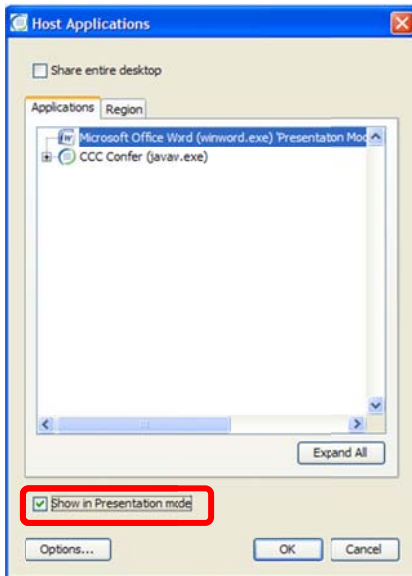 Host Applications
Share entire desktop
Applications Region
Microsoft Office Word (winword.exe) 'Presentaton Moc
CCC Confer (javaw.exe)
Expand All
Show in Presentation mode
Options... OK Cancel